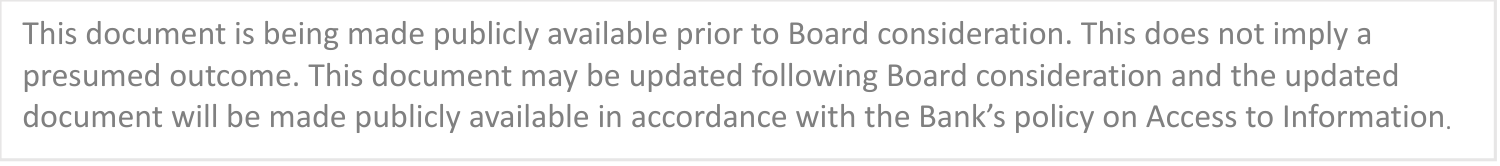 This document is being made publicly available prior to Board consideration. This does not imply a
presumed outcome. This document may be updated following Board consideration and the updated
document will be made publicly available in accordance with the Bank’s policy on Access to Information.